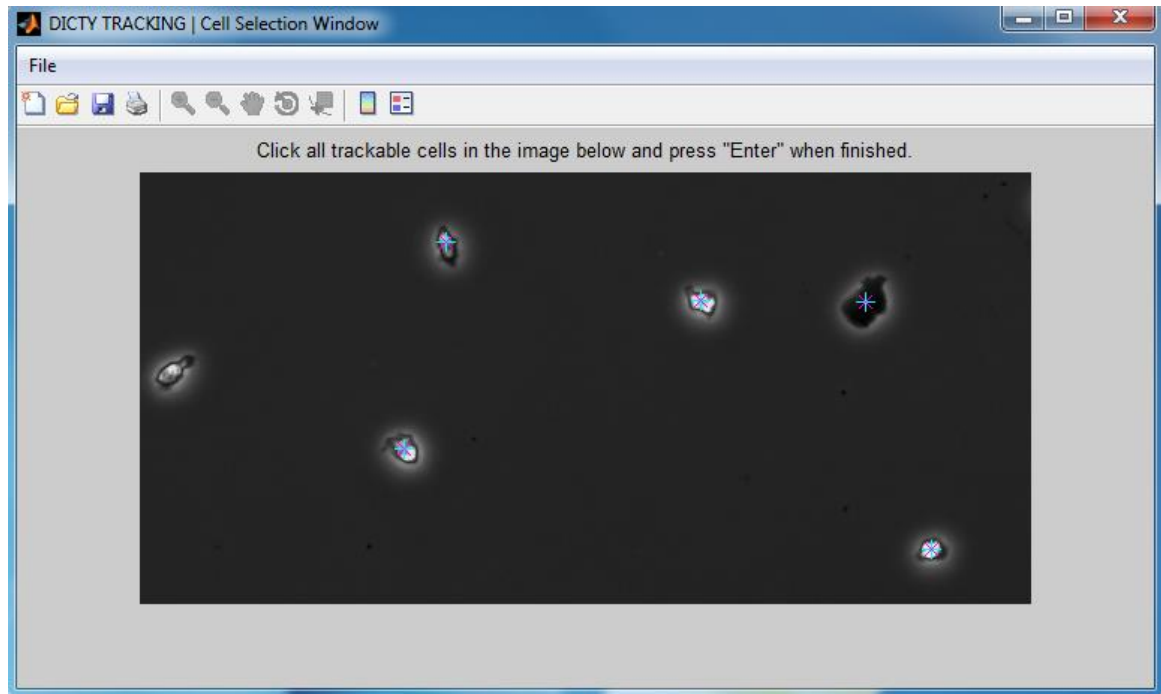 DICTY TRACKING | Cell Selection Window
File
Click all trackable cells in the image below and press "Enter" when finished.